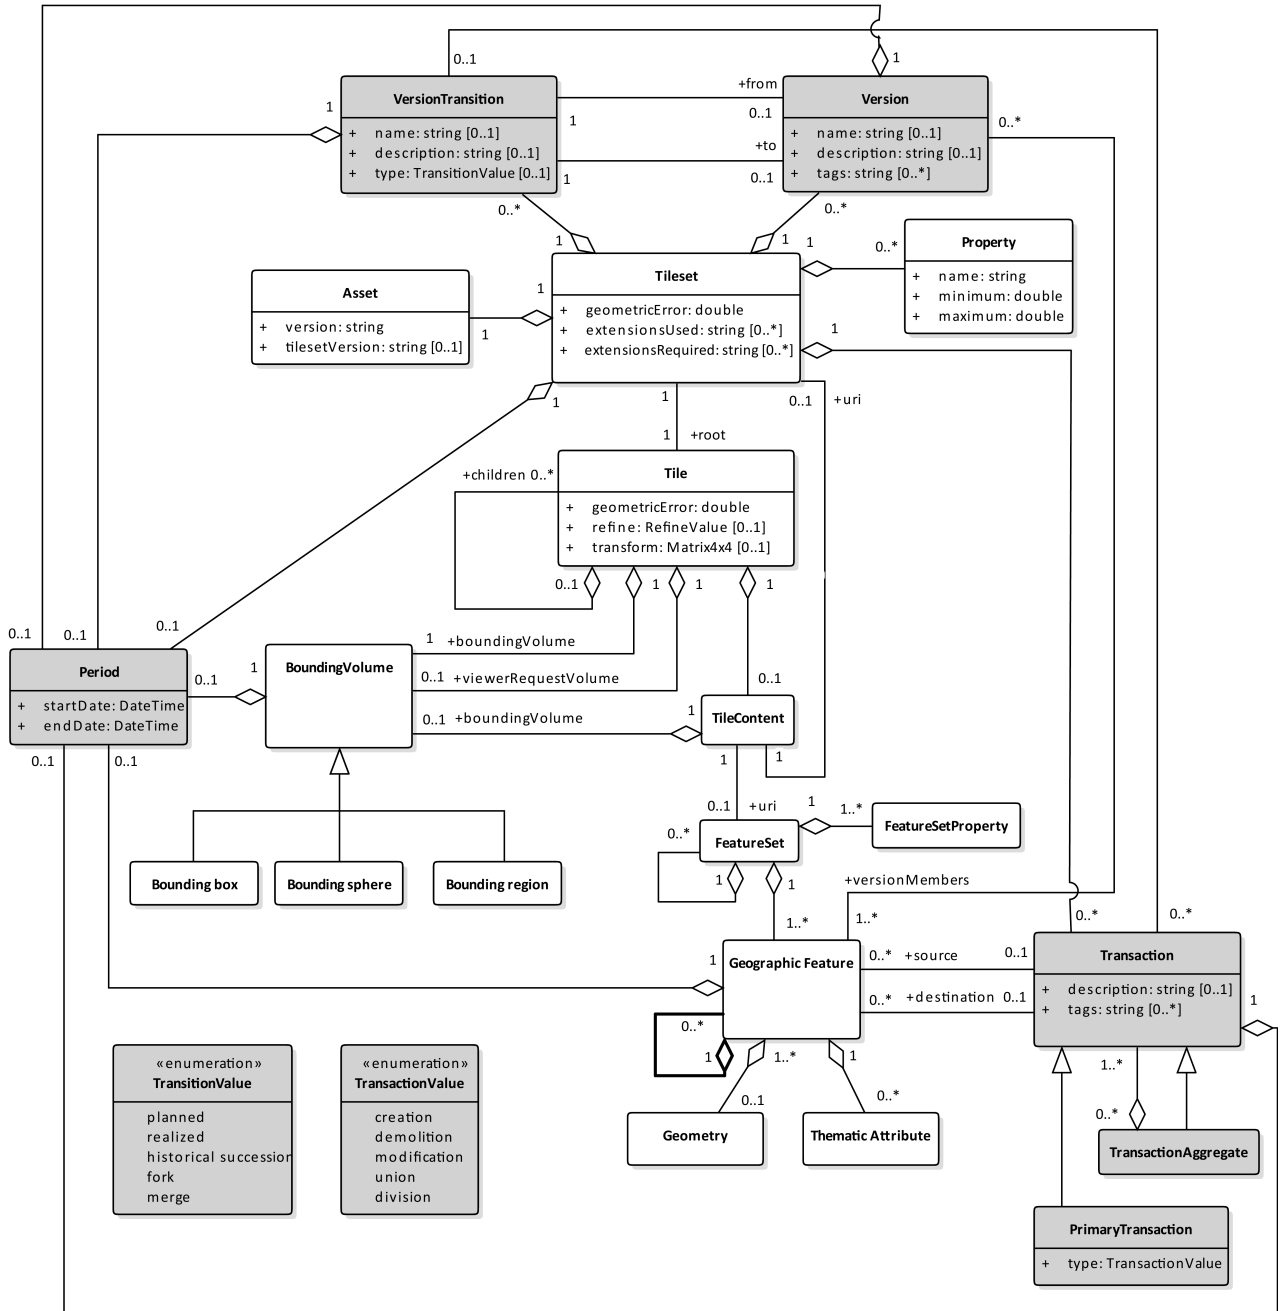 0..1
1
+from
VersionTransition
Version
1
1
0..1
0..*
+ name: string [0..1]
+ description: string [0..1]
+ type: TransitionValue [0..1]
+ name: string [0..1]
+ description: string [0..1]
+ tags: string [0..*]
+to
1
0..1
0..*
0..*
1
1
1
0..*
Property
+ name: string
+ minimum: double
+ maximum: double
Tileset
+ geometricError: double
+ extensionsUsed: string [0..*]
+ extensionsRequired: string [0..*]
Asset
+ version: string
+ tilesetVersion: string [0..1]
1
1
1
1
1
0..1
+uri
1
+root
+children 0..*
Tile
+ geometricError: double
+ refine: RefineValue [0..1]
+ transform: Matrix4x4 [0..1]
0..1
1
1
1
0..1
0..1
0..1
1
+boundingVolume
0..1
+viewerRequestVolume
0..1
+boundingVolume
1
0..1
Period
+ startDate: DateTime
+ endDate: DateTime
0..1
1
BoundingVolume
TileContent
0..1
0..1
1
1
0..1
+uri
1
1..*
FeatureSet
FeatureSetProperty
0..*
1
1
Bounding box
Bounding sphere
Bounding region
+versionMembers
1..*
1..*
0..*
0..*
1
Geographic Feature
0..*
+source
0..1
0..*
+destination
0..1
Transaction
+ description: string [0..1]
+ tags: string [0..*]
1
0..*
1
1..*
1
0..1
0..*
1..*
0..*
Geometry
Thematic Attribute
TransactionAggregate
PrimaryTransaction
+ type: TransactionValue
«enumeration»
TransitionValue
planned
realized
historical succession
fork
merge
«enumeration»
TransactionValue
creation
demolition
modification
union
division